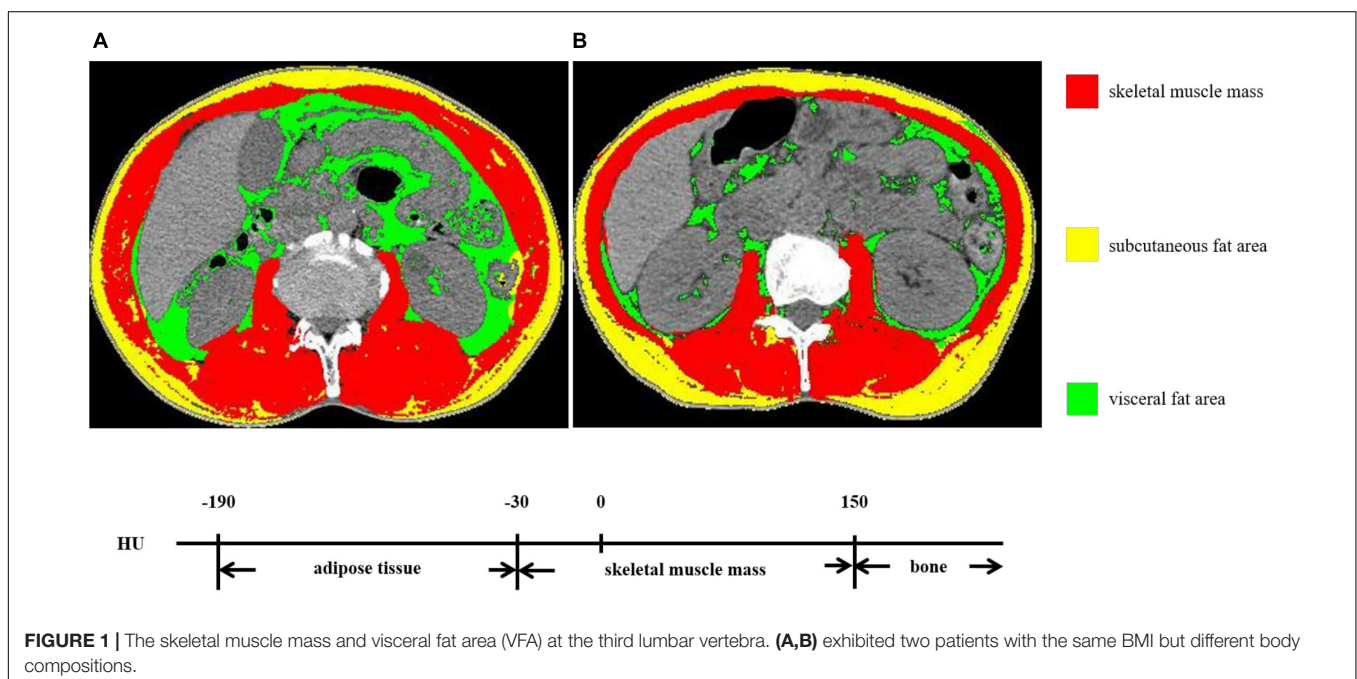 A
B
skeletal muscle mass
subcutaneous fat area
visceral fat area
-190
-30
0
150
HU
adipose tissue
skeletal muscle mass
bone
FIGURE 1 | The skeletal muscle mass and visceral fat area (VFA) at the third lumbar vertebra. (A,B) exhibited two patients with the same BMI but different body
compositions.